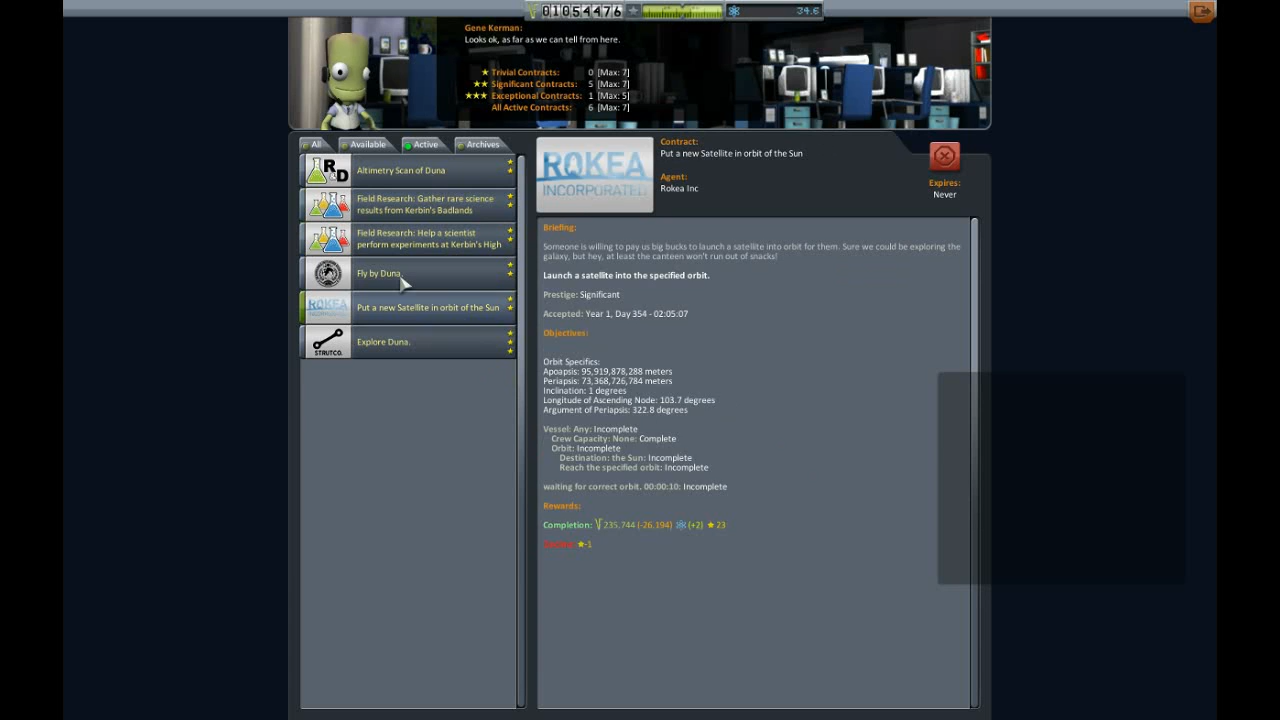 01054476 34.6
Gene Kerman:
Looks ok, as far as we can tell from here.
Trivial Contracts: 0 [Max: 7]
Significant Contracts: 5 [Max: 7]
Exceptional Contracts: 1 [Max: 5]
All Active Contracts: 6 [Max: 7]
All Available Active Archives
R&D
Altimetry Scan of Duna
Field Research: Gather rare science
results from Kerbin's Badlands
Field Research: Help a scientist
perform experiments at Kerbin's High
Fly by Duna.
ROKEA
INCORPORATED
Put a new Satellite in orbit of the Sun
STRUTCO.
Explore Duna.
ROKEA
INCORPORATED
Contract:
Put a new Satellite in orbit of the Sun
Agent:
Rokea Inc
Expires:
Never
Briefing:
Someone is willing to pay us big bucks to launch a satellite into orbit for them. Sure we could be exploring the
galaxy, but hey, at least the canteen won't run out of snacks!
Launch a satellite into the specified orbit.
Prestige: Significant
Accepted: Year 1, Day 354 - 02:05:07
Objectives:
Orbit Specifics:
Apoapsis: 95,919,878,288 meters
Periapsis: 73,368,726,784 meters
Inclination: 1 degrees
Longitude of Ascending Node: 103.7 degrees
Argument of Periapsis: 322.8 degrees
Vessel: Any: Incomplete
Crew Capacity: None: Complete
Orbit: Incomplete
Destination: the Sun: Incomplete
Reach the specified orbit: Incomplete
waiting for correct orbit. 00:00:10: Incomplete
Rewards:
Completion: 235,744 (-26,194) (+2) 23
-1